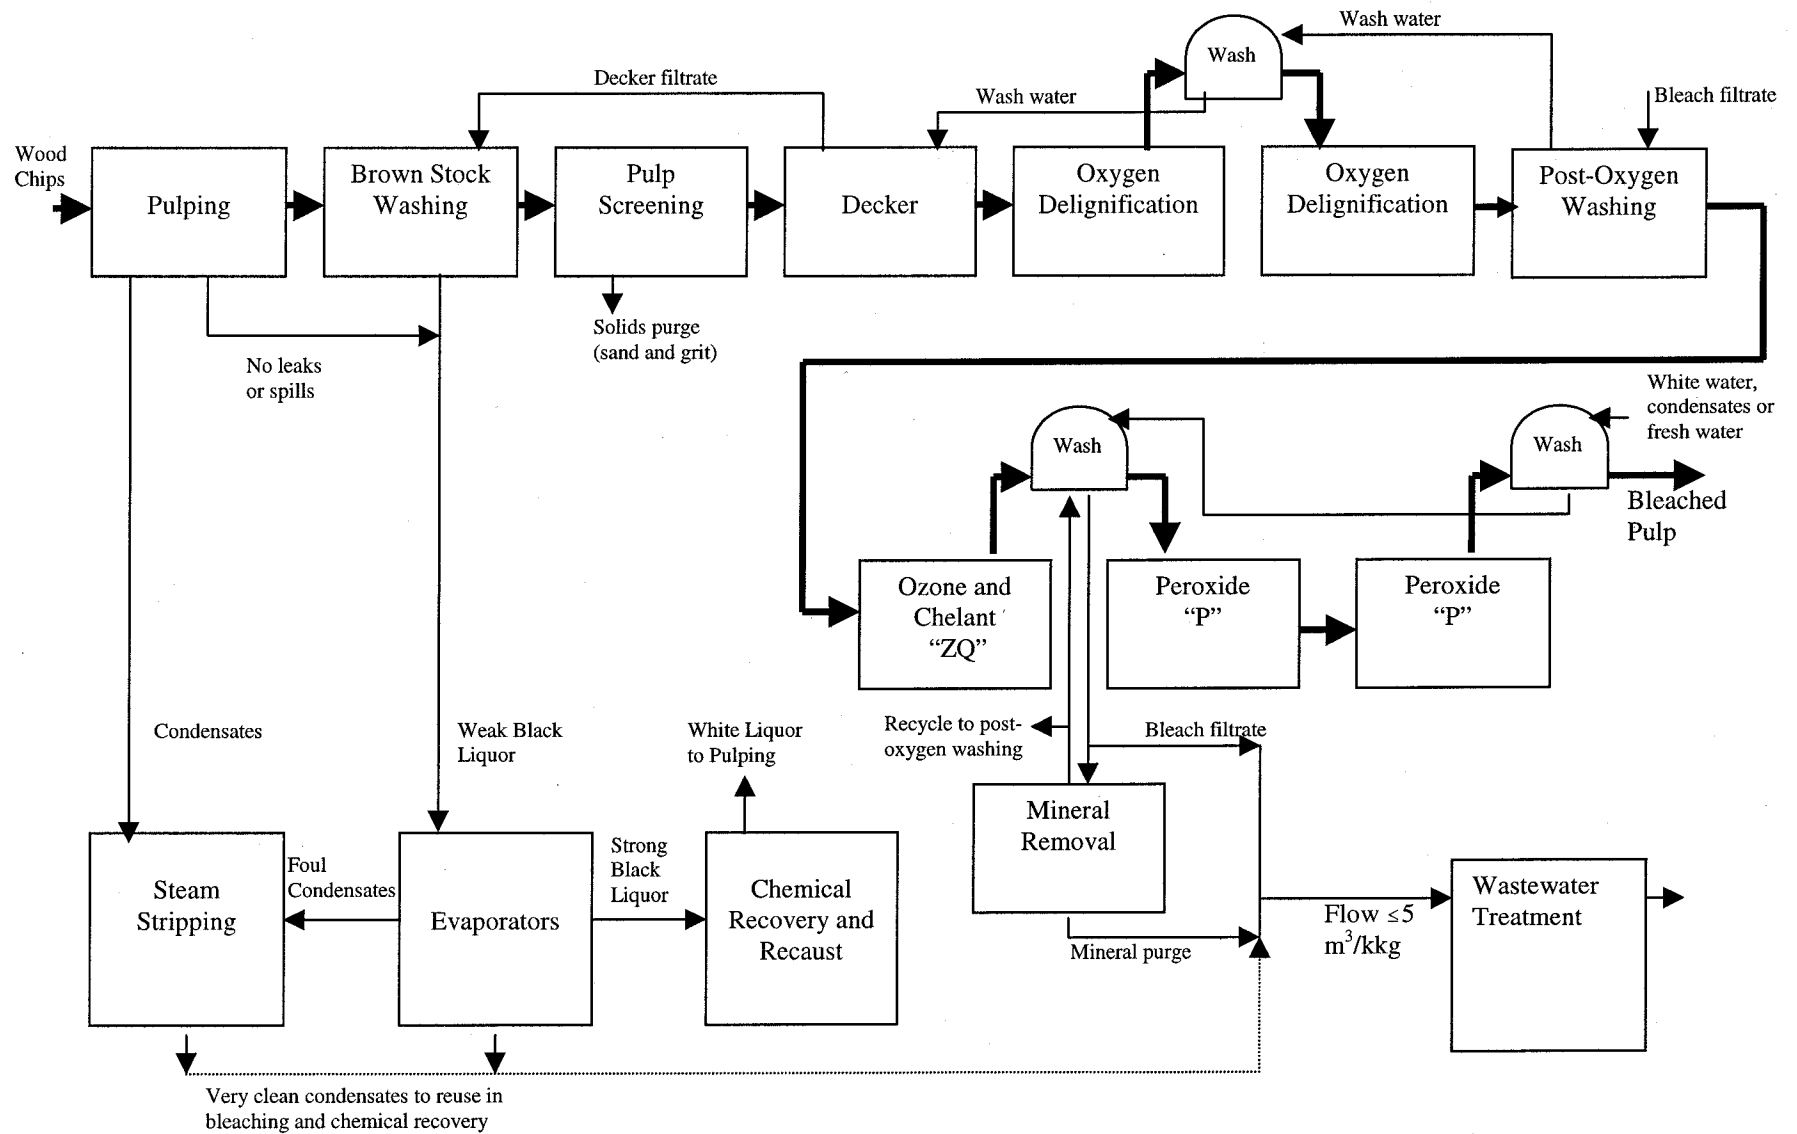 Wash water
Wash
Decker filtrate
Wash water
Bleach filtrate
Wood
Chips
Pulping
Brown Stock
Washing
Pulp
Screening
Decker
Oxygen
Delignification
Oxygen
Delignification
Post-Oxygen
Washing
Solids purge
(sand and grit)
No leaks
or spills
White water,
condensates or
fresh water
Wash
Wash
Bleached
Pulp
Ozone and
Chelant
“ZQ”
Peroxide
“P”
Peroxide
“P”
Condensates
Weak Black
Liquor
White Liquor
to Pulping
Recycle to post-
oxygen washing
Bleach filtrate
Mineral
Removal
Steam
Stripping
Foul
Condensates
Evaporators
Strong
Black
Liquor
Chemical
Recovery and
Recaust
Mineral purge
Flow ≤5
m³/kkg
Wastewater
Treatment
Very clean condensates to reuse in
bleaching and chemical recovery